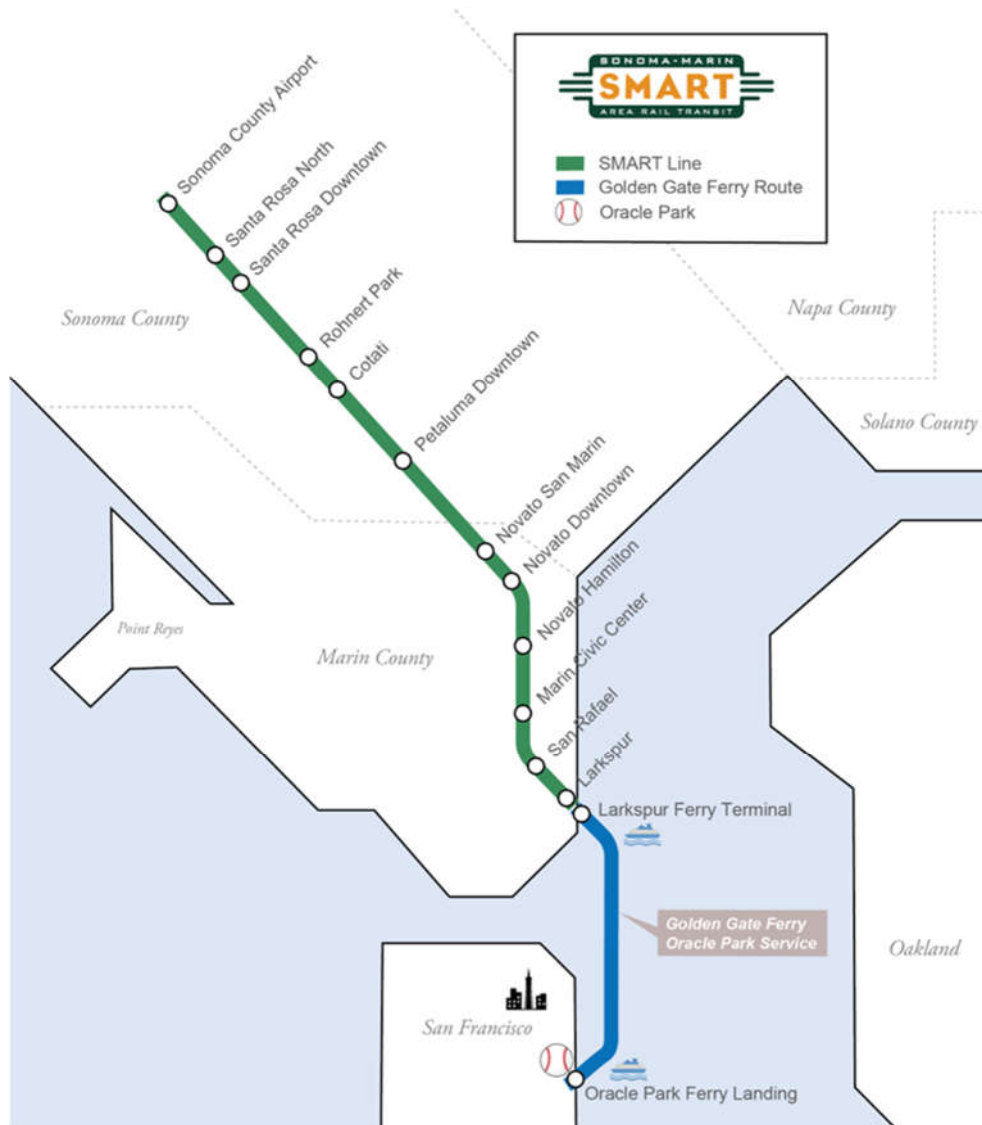 SONOMA-MARIN
SMART
AREA RAIL TRANSIT
SMART Line
Golden Gate Ferry Route
Oracle Park
Sonoma County Airport
Santa Rosa North
Santa Rosa Downtown
Rohnert Park
Cotati
Petaluma Downtown
Novato San Marin
Novato Downtown
Novato Hamilton
Marin Civic Center
San Rafael
Larkspur
Larkspur Ferry Terminal
Sonoma County
Napa County
Solano County
Point Reyes
Marin County
Golden Gate Ferry
Oracle Park Service
Oakland
San Francisco
Oracle Park Ferry Landing